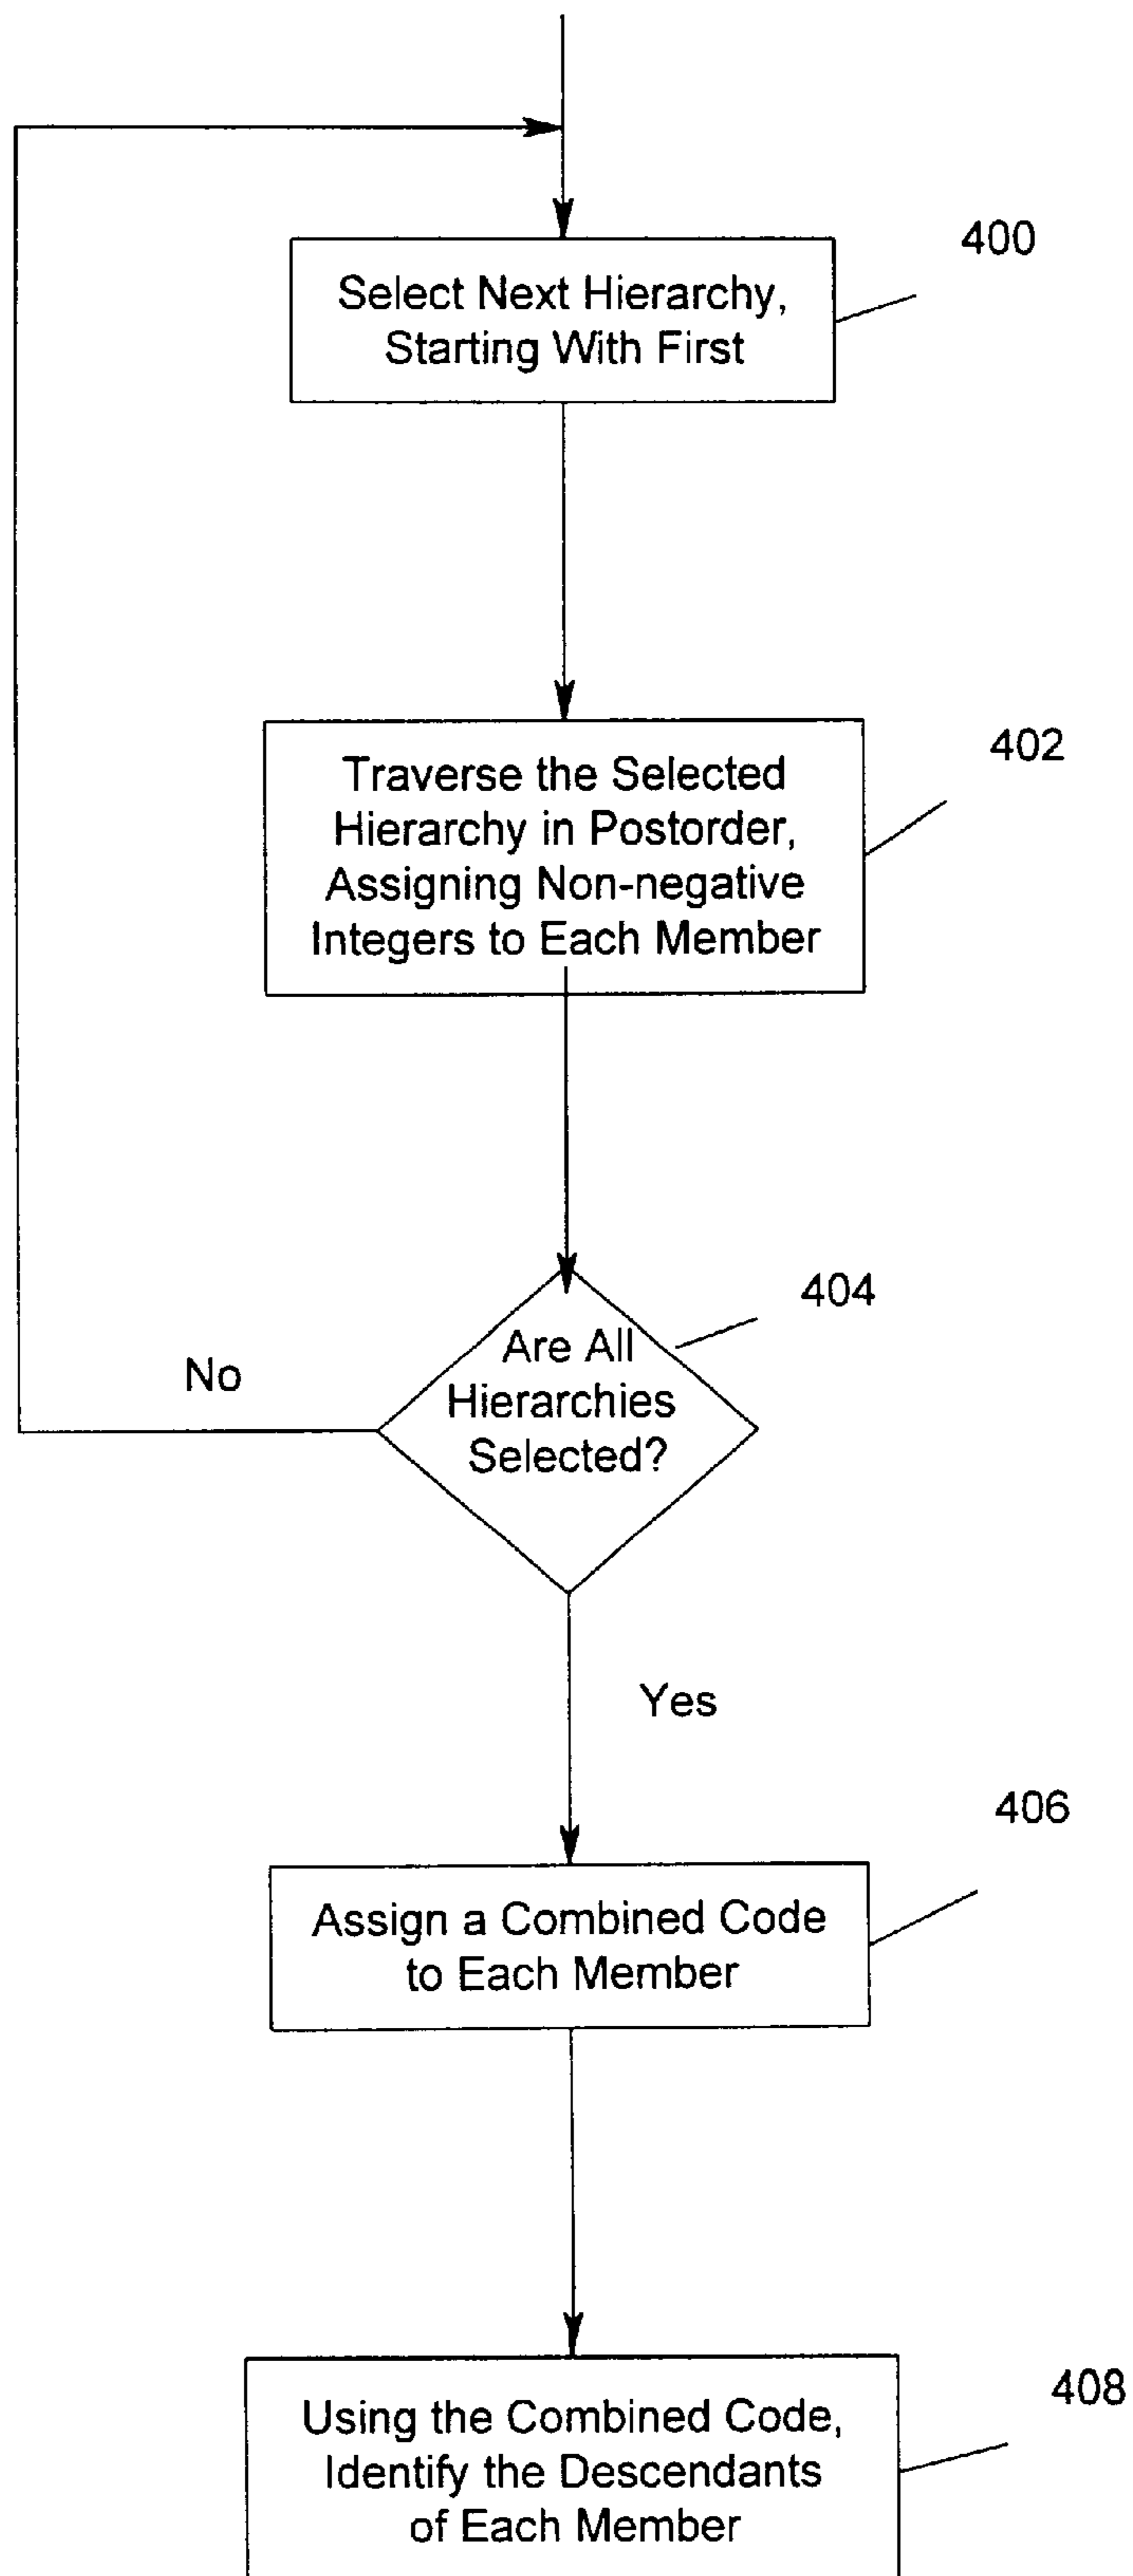 400
Select Next Hierarchy,
Starting With First
402
Traverse the Selected
Hierarchy in Postorder,
Assigning Non-negative
Integers to Each Member
404
Are All
Hierarchies
Selected?
No
Yes
406
Assign a Combined Code
to Each Member
408
Using the Combined Code,
Identify the Descendants
of Each Member